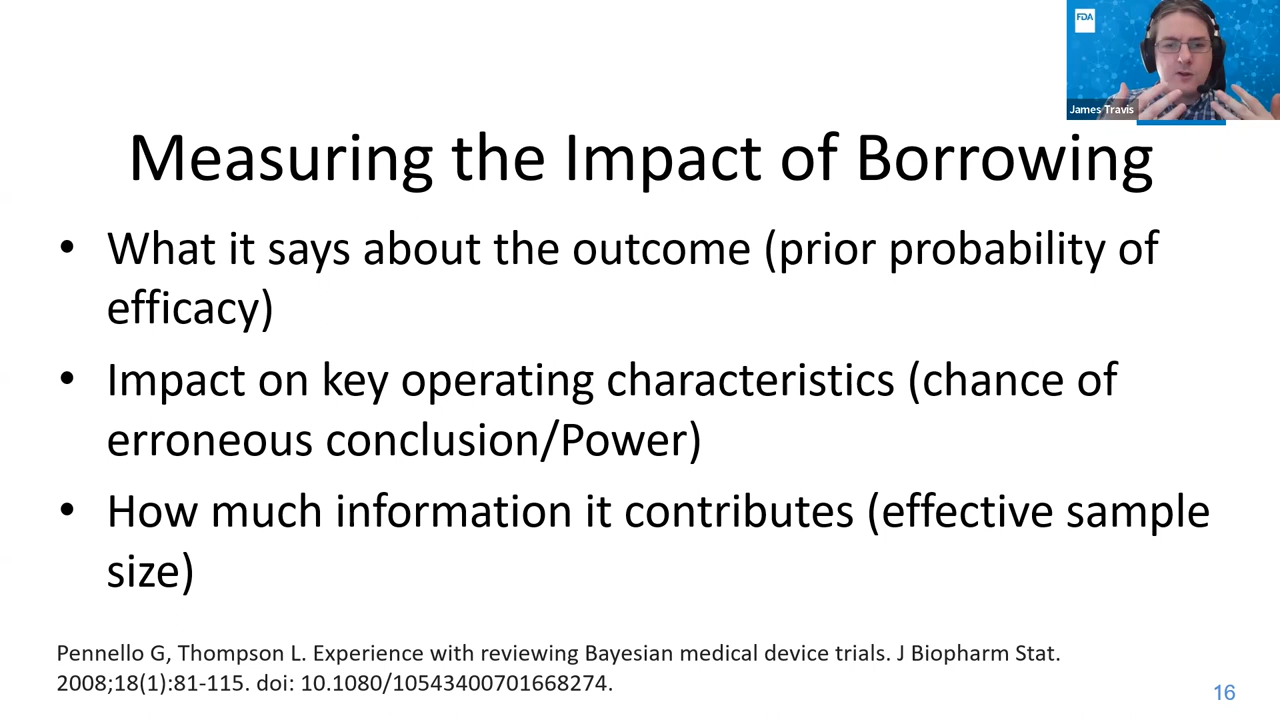 FDA
James Travis
Measuring the Impact of Borrowing
• What it says about the outcome (prior probability of
efficacy)
• Impact on key operating characteristics (chance of
erroneous conclusion/Power)
• How much information it contributes (effective sample
size)
Pennello G, Thompson L. Experience with reviewing Bayesian medical device trials. J Biopharm Stat.
2008;18(1):81-115. doi: 10.1080/10543400701668274.
16